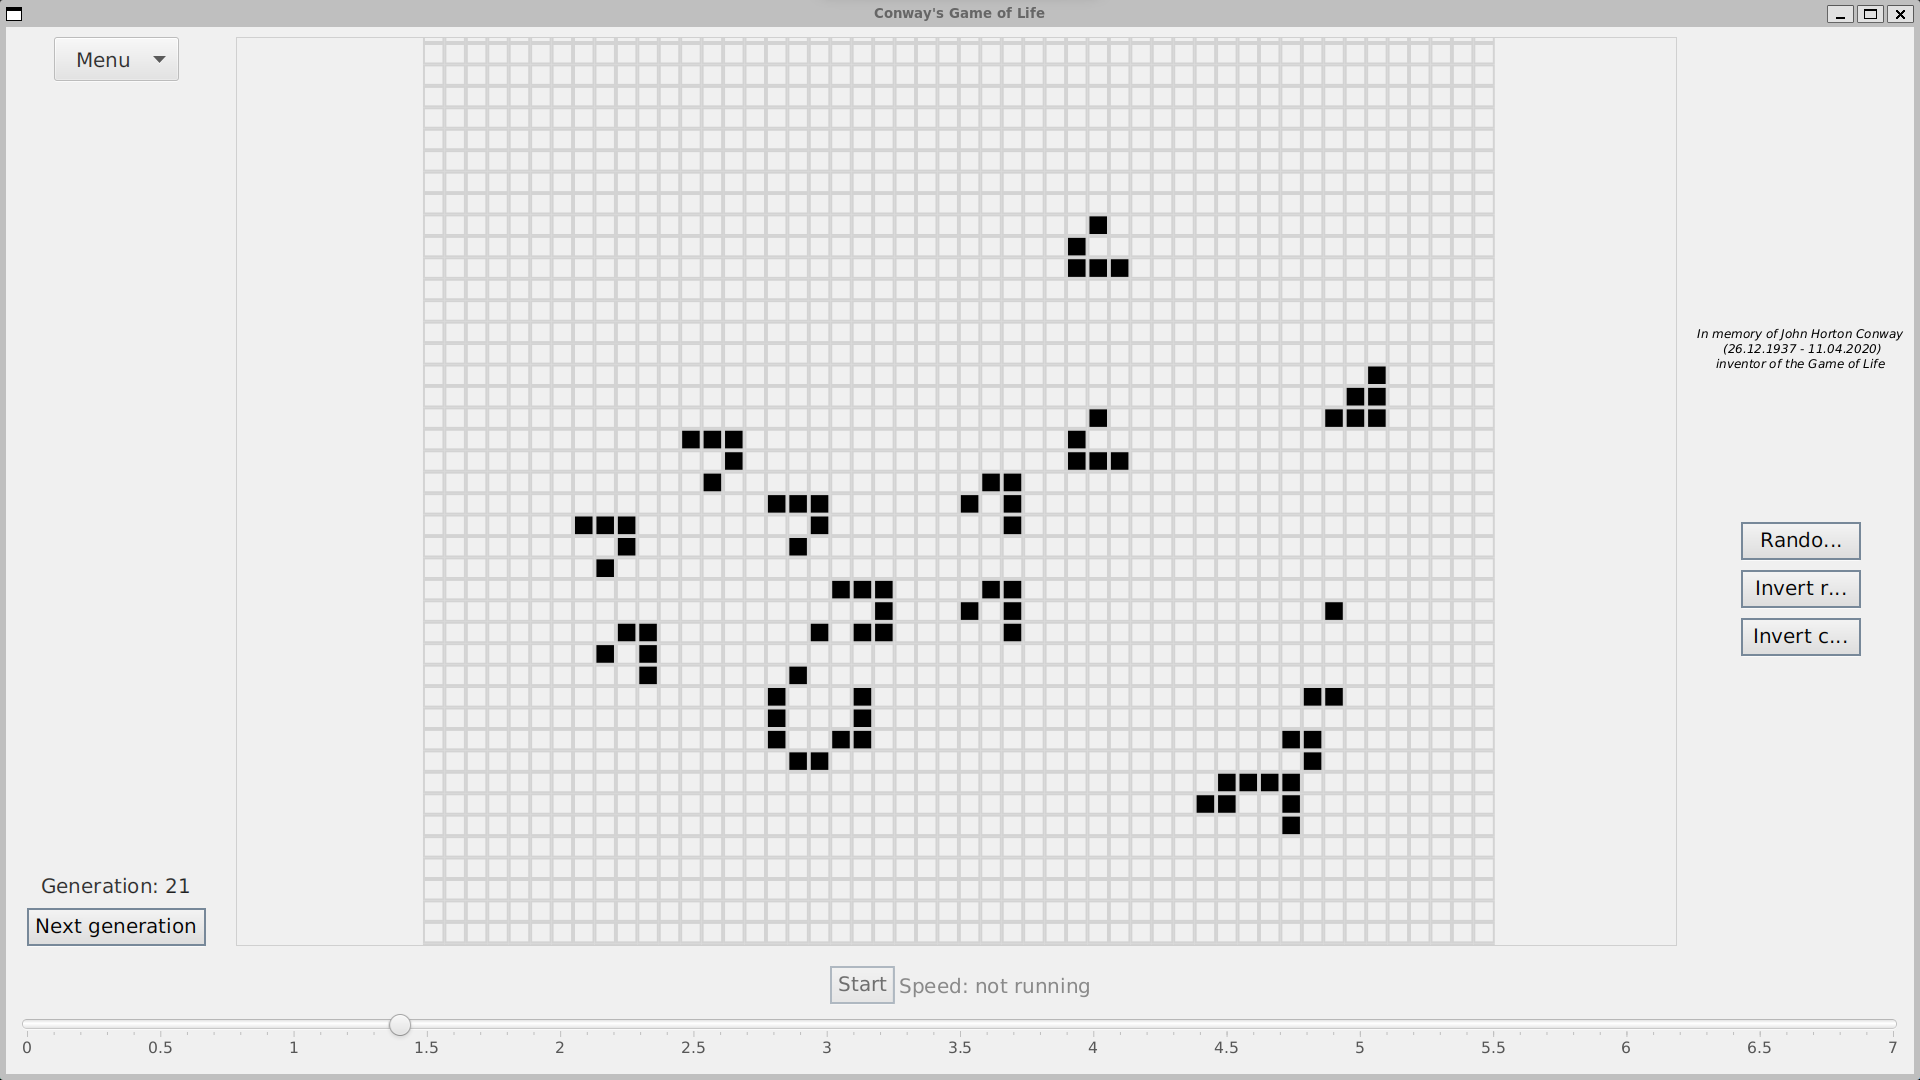 Conway's Game of Life
Menu
In memory of John Horton Conway
(26.12.1937 - 11.04.2020)
inventor of the Game of Life
Rando...
Invert r...
Invert c...
Generation: 21
Next generation
Start Speed: not running
0 0.5 1 1.5 2 2.5 3 3.5 4 4.5 5 5.5 6 6.5 7